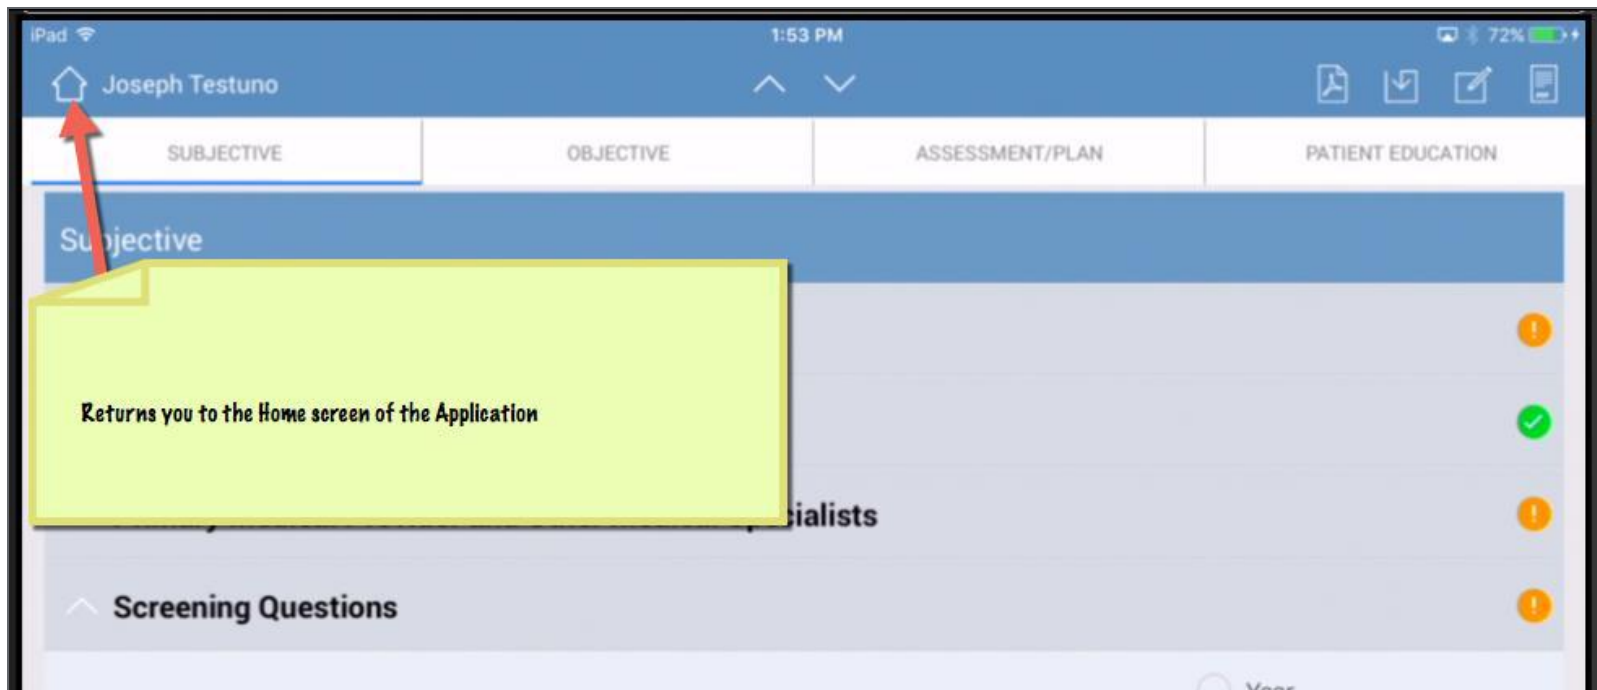 iPad 1:53 PM 72%
Joseph Testuno
SUBJECTIVE OBJECTIVE ASSESSMENT/PLAN PATIENT EDUCATION
Subjective
Returns you to the Home screen of the Application
Screening Questions